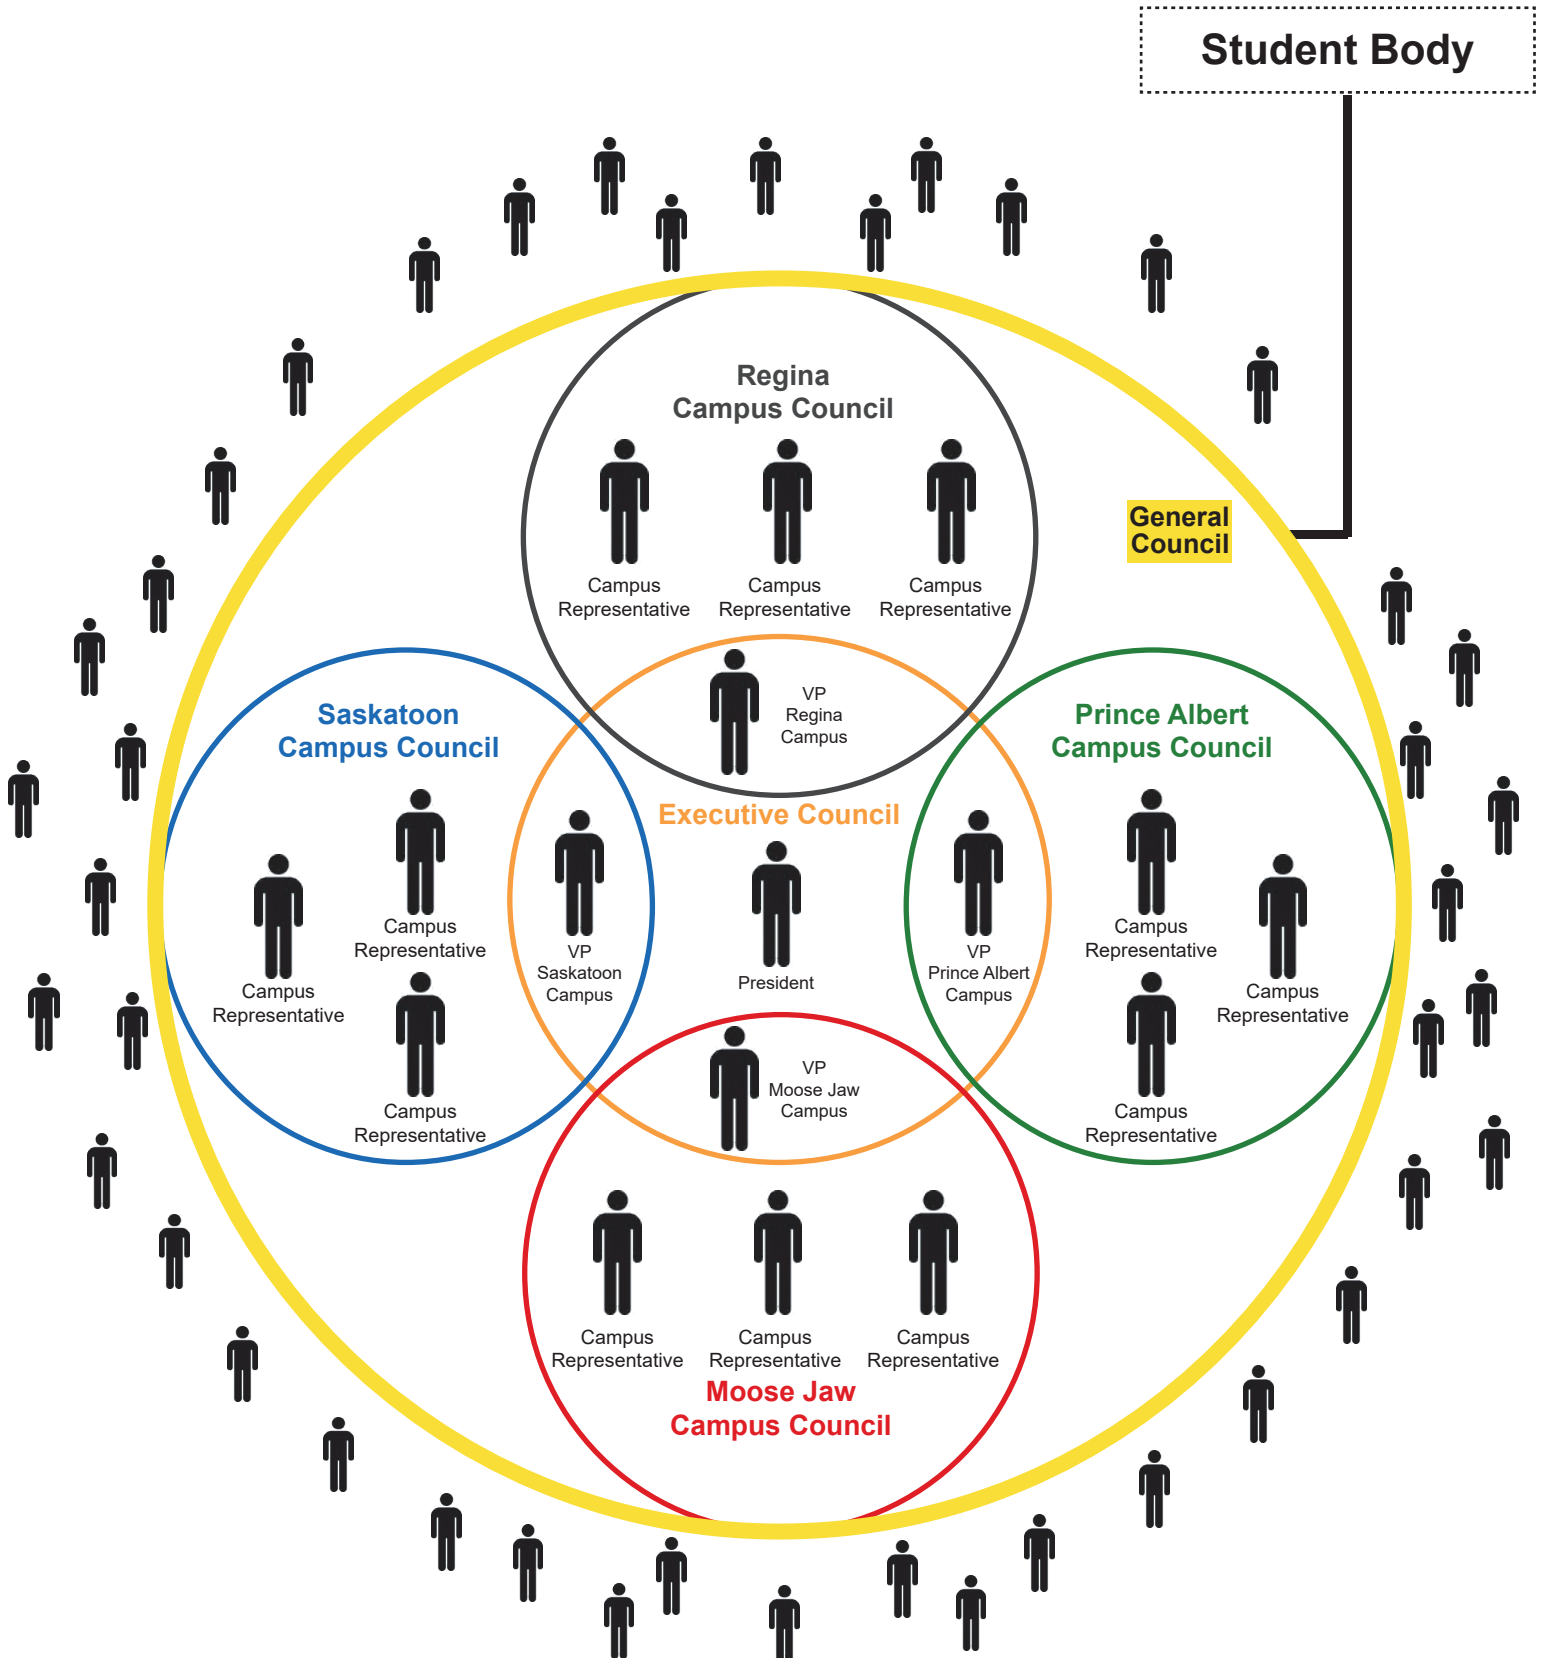 Student Body
Regina
Campus Council
General
Council
Campus
Representative
Campus
Representative
Campus
Representative
VP
Regina
Campus
Saskatoon
Campus Council
Prince Albert
Campus Council
Executive Council
Campus
Representative
Campus
Representative
Campus
Representative
VP
Saskatoon
Campus
President
VP
Prince Albert
Campus
Campus
Representative
Campus
Representative
Campus
Representative
VP
Moose Jaw
Campus
Campus
Representative
Campus
Representative
Campus
Representative
Moose Jaw
Campus Council